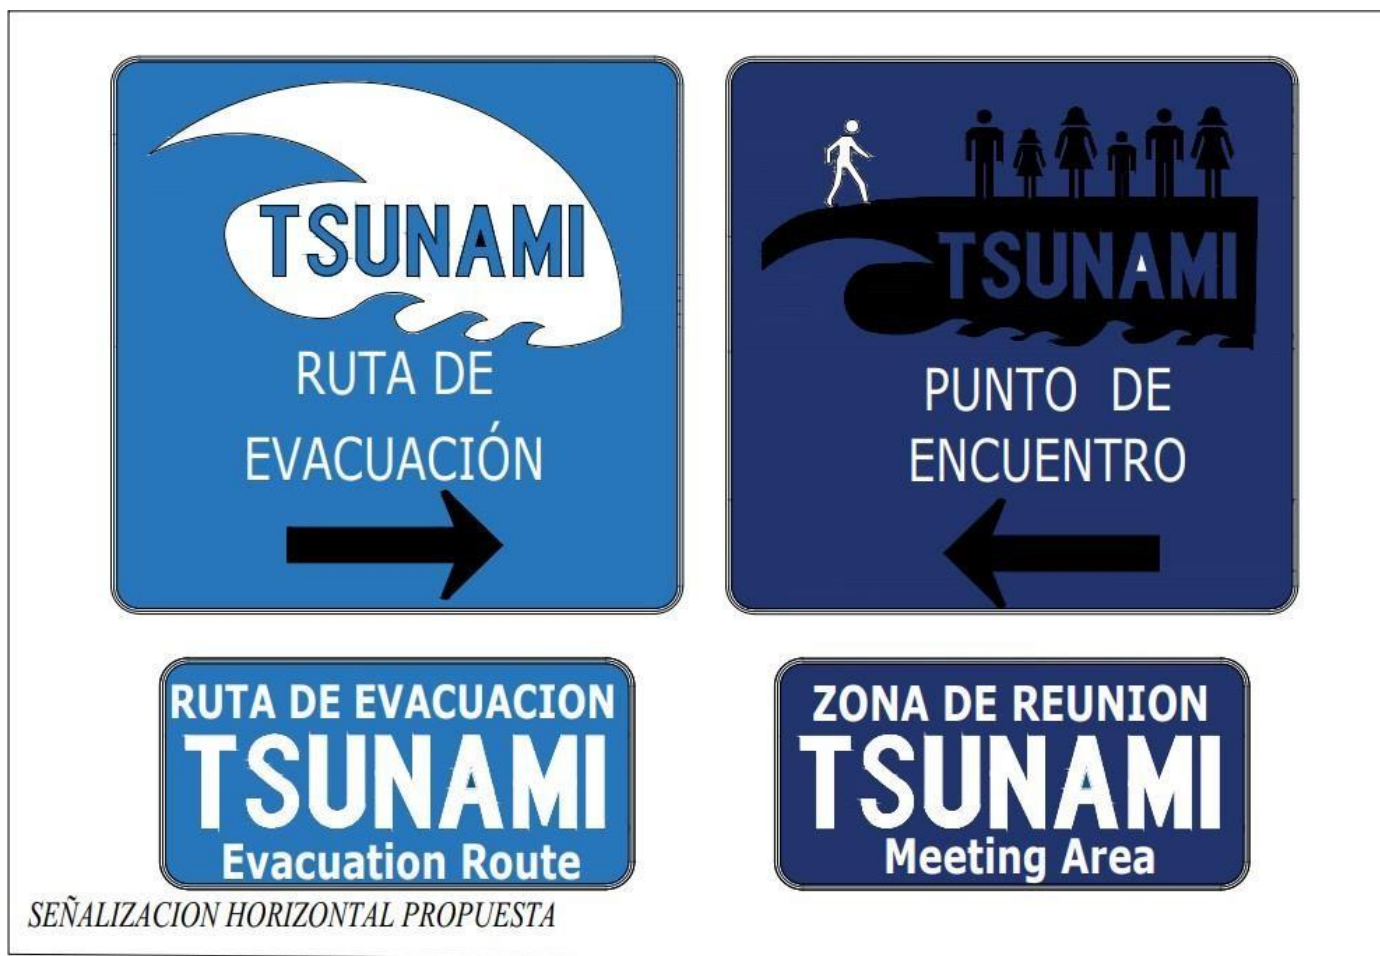 TSUNAMI
RUTA DE
EVACUACIÓN
TSUNAMI
PUNTO DE
ENCUENTRO
RUTA DE EVACUACION
TSUNAMI
Evacuation Route
ZONA DE REUNION
TSUNAMI
Meeting Area
SEÑALIZACION HORIZONTAL PROPUESTA